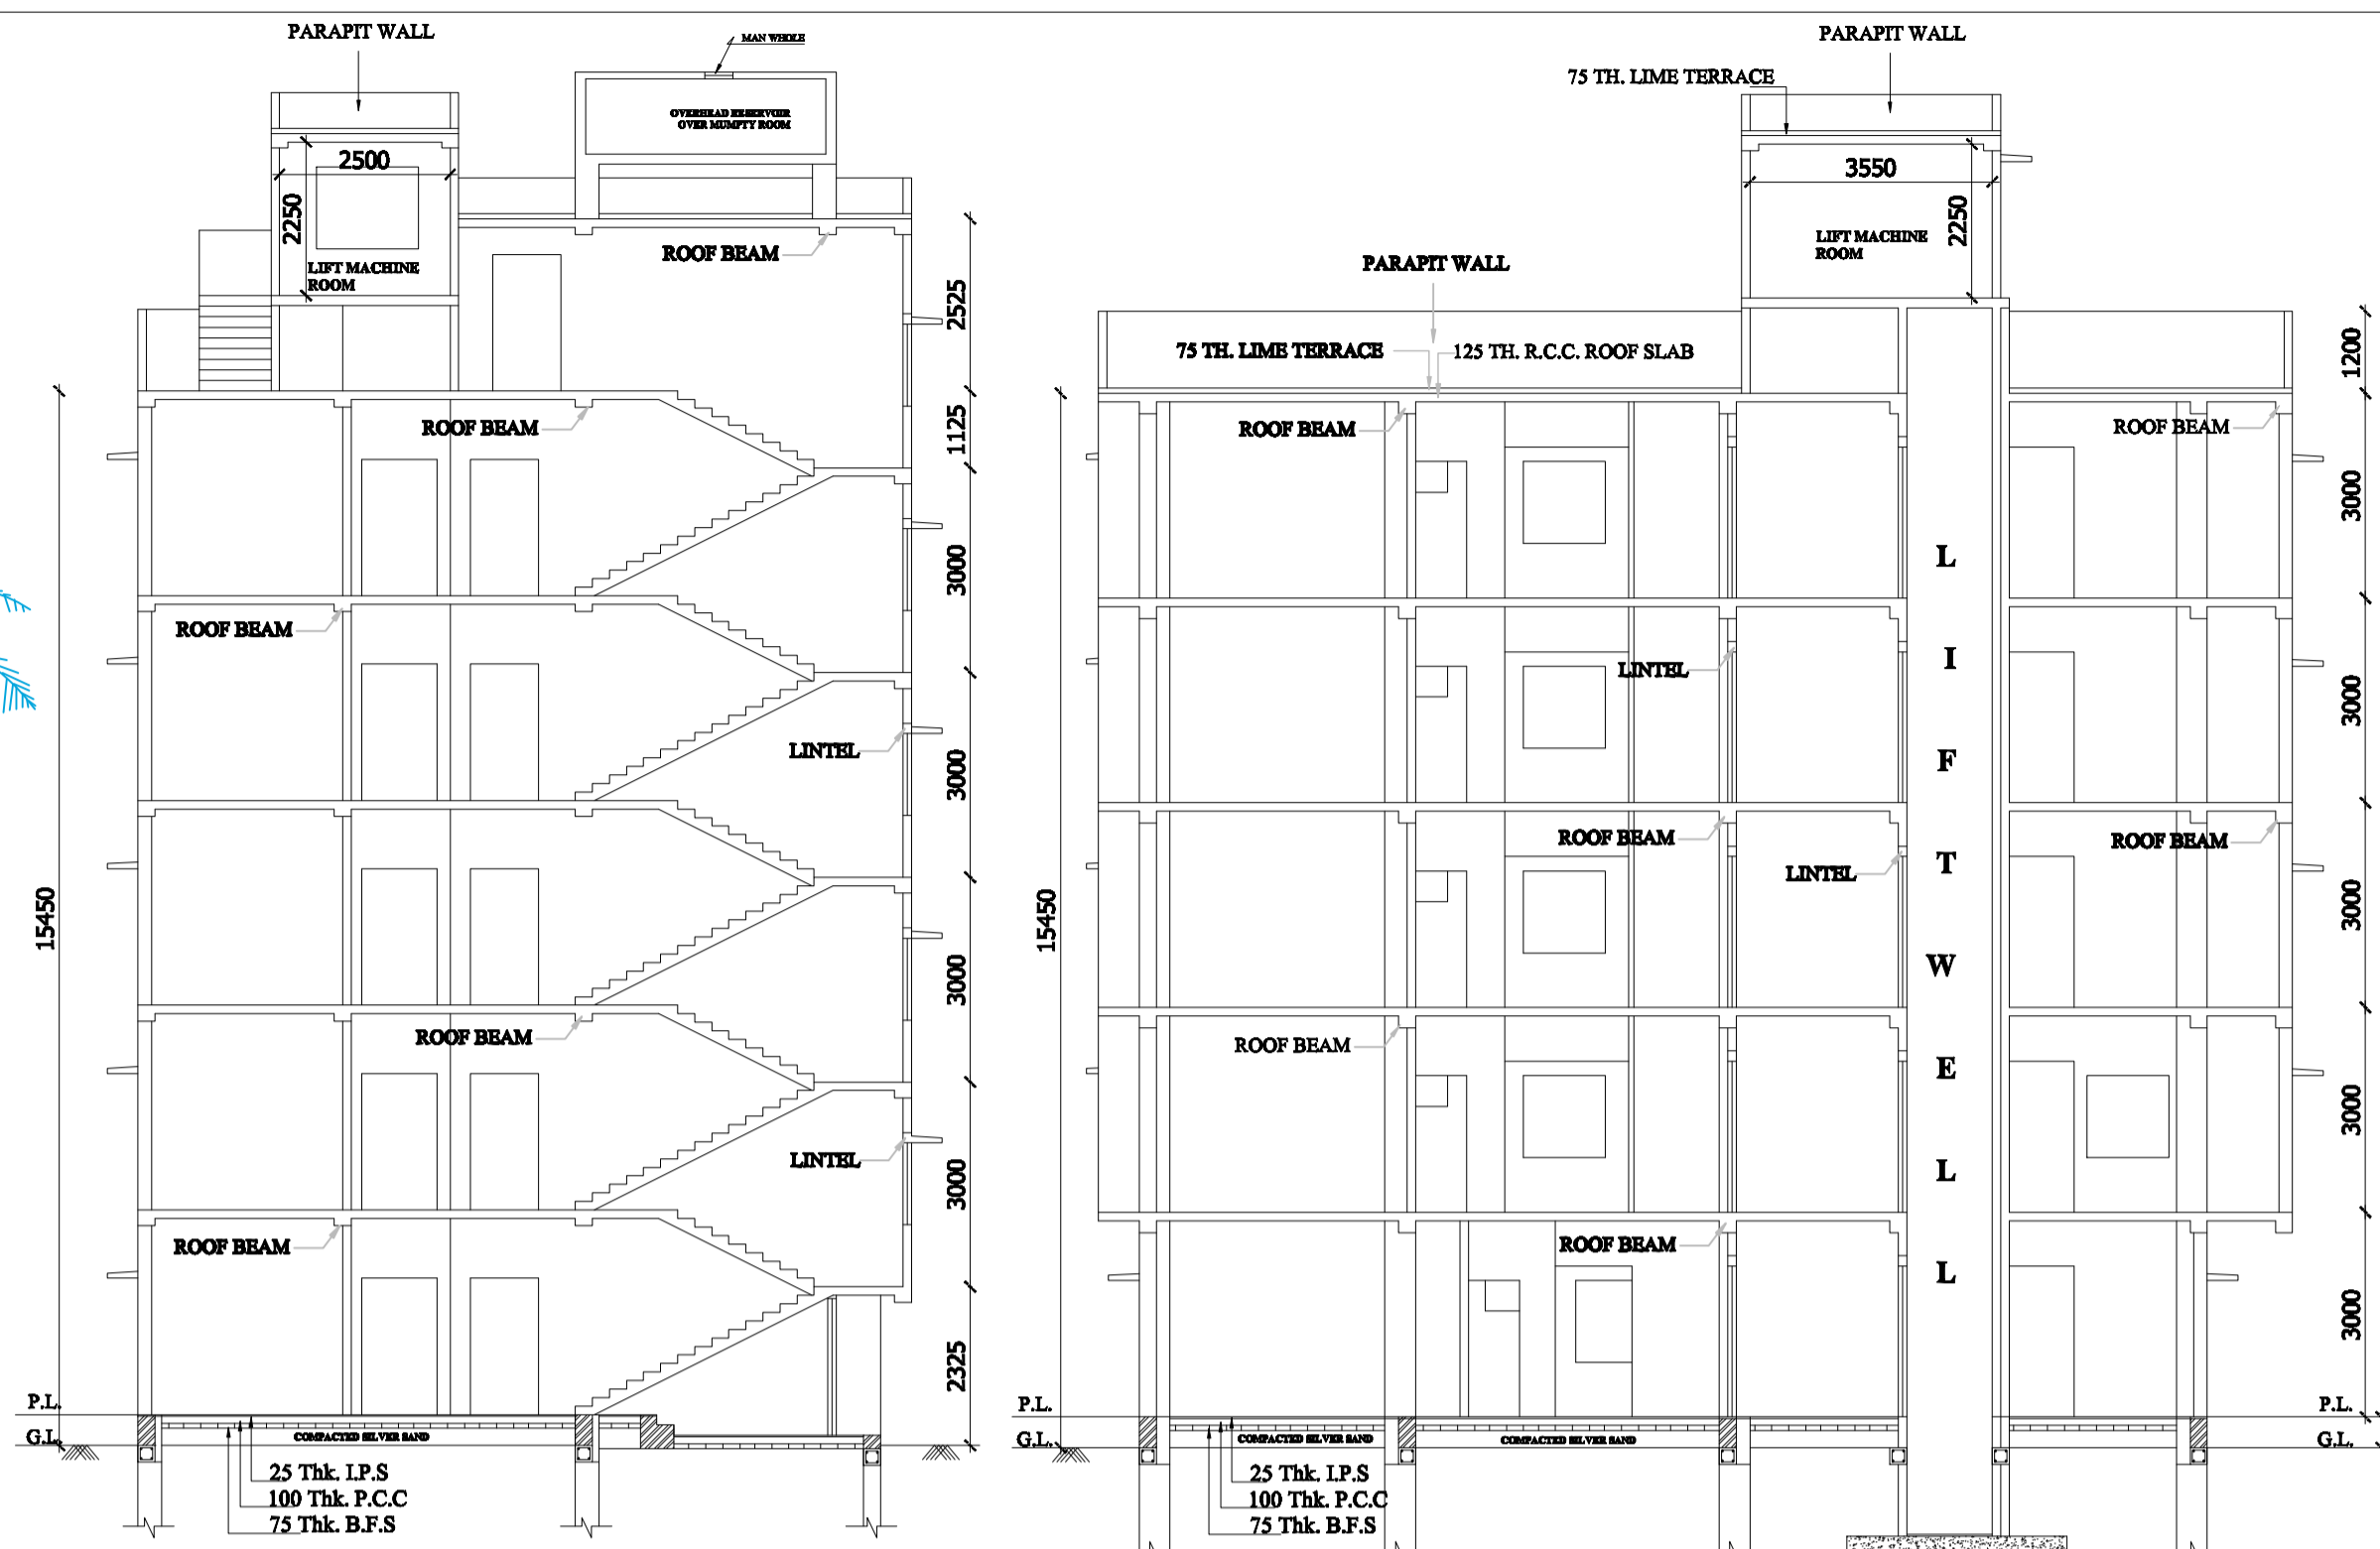 PARAPIT WALL
MAN WHOLE
OVERHEAD RESERVOIR
OVER MUMPTY ROOM
2500
2250
LIFT MACHINE
ROOM
ROOF BEAM
2525
ROOF BEAM
1125
3000
ROOF BEAM
LINTEL
3000
15450
3000
ROOF BEAM
LINTEL
3000
ROOF BEAM
2325
P.L.
G.L.
COMPACTED SILVER SAND
25 Thk. I.P.S
100 Thk. P.C.C
75 Thk. B.F.S
PARAPIT WALL
75 TH. LIME TERRACE
3550
2250
LIFT MACHINE
ROOM
PARAPIT WALL
75 TH. LIME TERRACE
125 TH. R.C.C. ROOF SLAB
1200
ROOF BEAM
ROOF BEAM
3000
L
I
F
T
W
E
L
L
LINTEL
3000
ROOF BEAM
ROOF BEAM
LINTEL
15450
3000
ROOF BEAM
3000
ROOF BEAM
3000
P.L.
P.L.
G.L.
G.L.
COMPACTED SILVER SAND
COMPACTED SILVER SAND
25 Thk. I.P.S
100 Thk. P.C.C
75 Thk. B.F.S